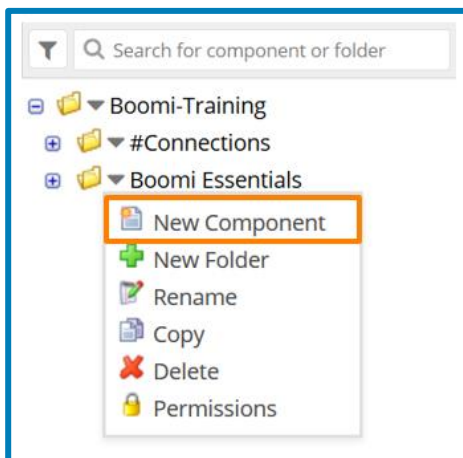 Search for component or folder
Boomi-Training
#Connections
Boomi Essentials
New Component
New Folder
Rename
Copy
Delete
Permissions